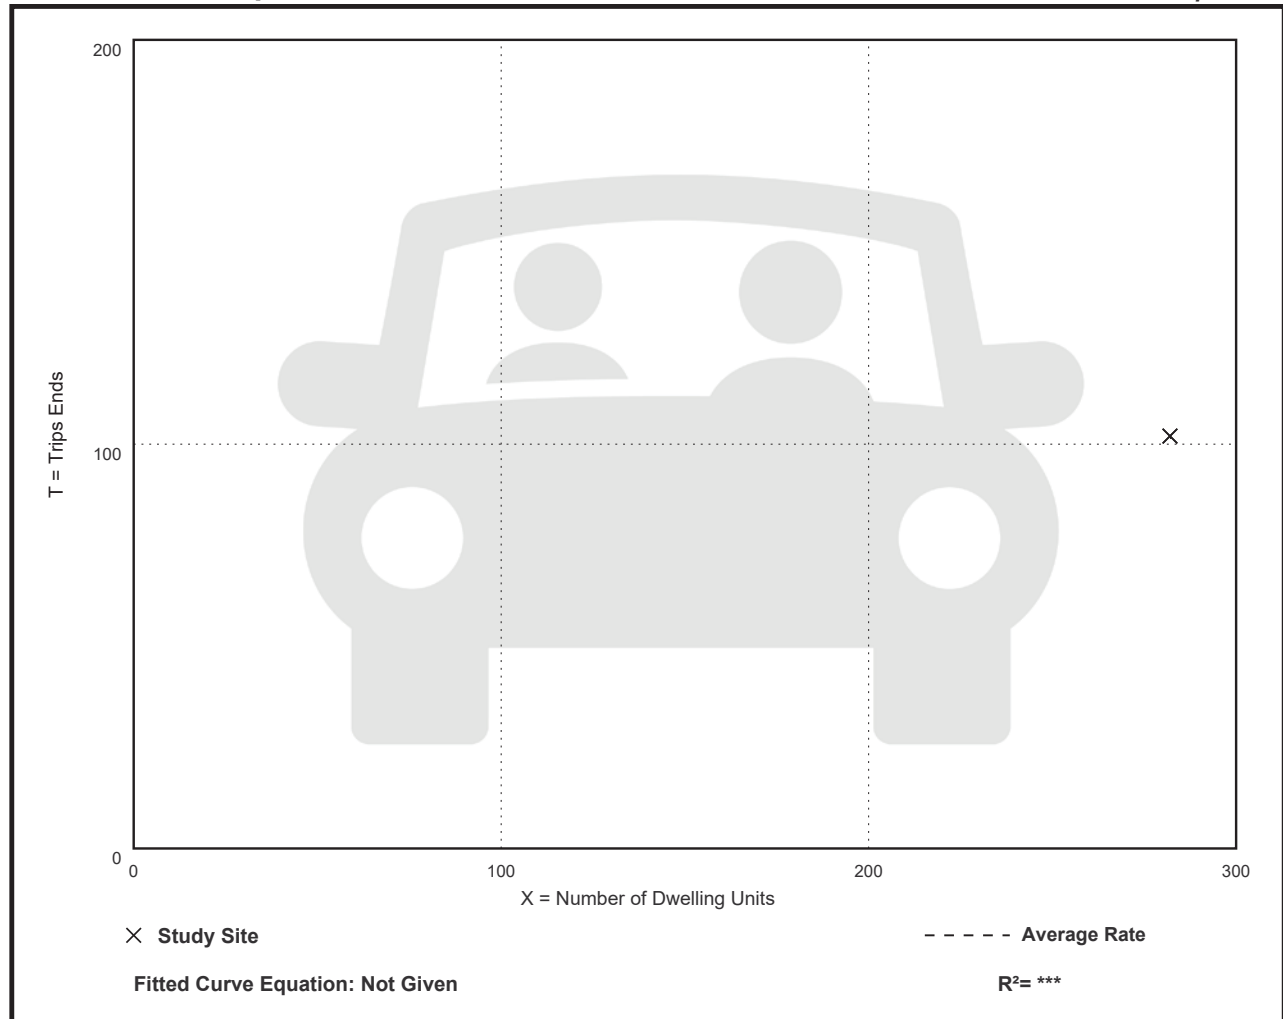 200
T = Trips Ends
100
0
0 100 200 300
X = Number of Dwelling Units
Study Site
Average Rate
Fitted Curve Equation: Not Given
R²= ***